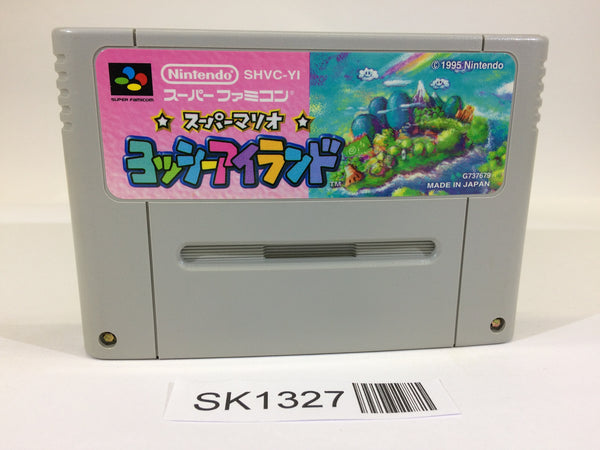 SUPER FAMICOM
Nintendo SHVC-YI
スーパーファミコン
スーパーマリオ
ヨッシーアイランド TM
©1995 Nintendo
G737679
MADE IN JAPAN
SK1327